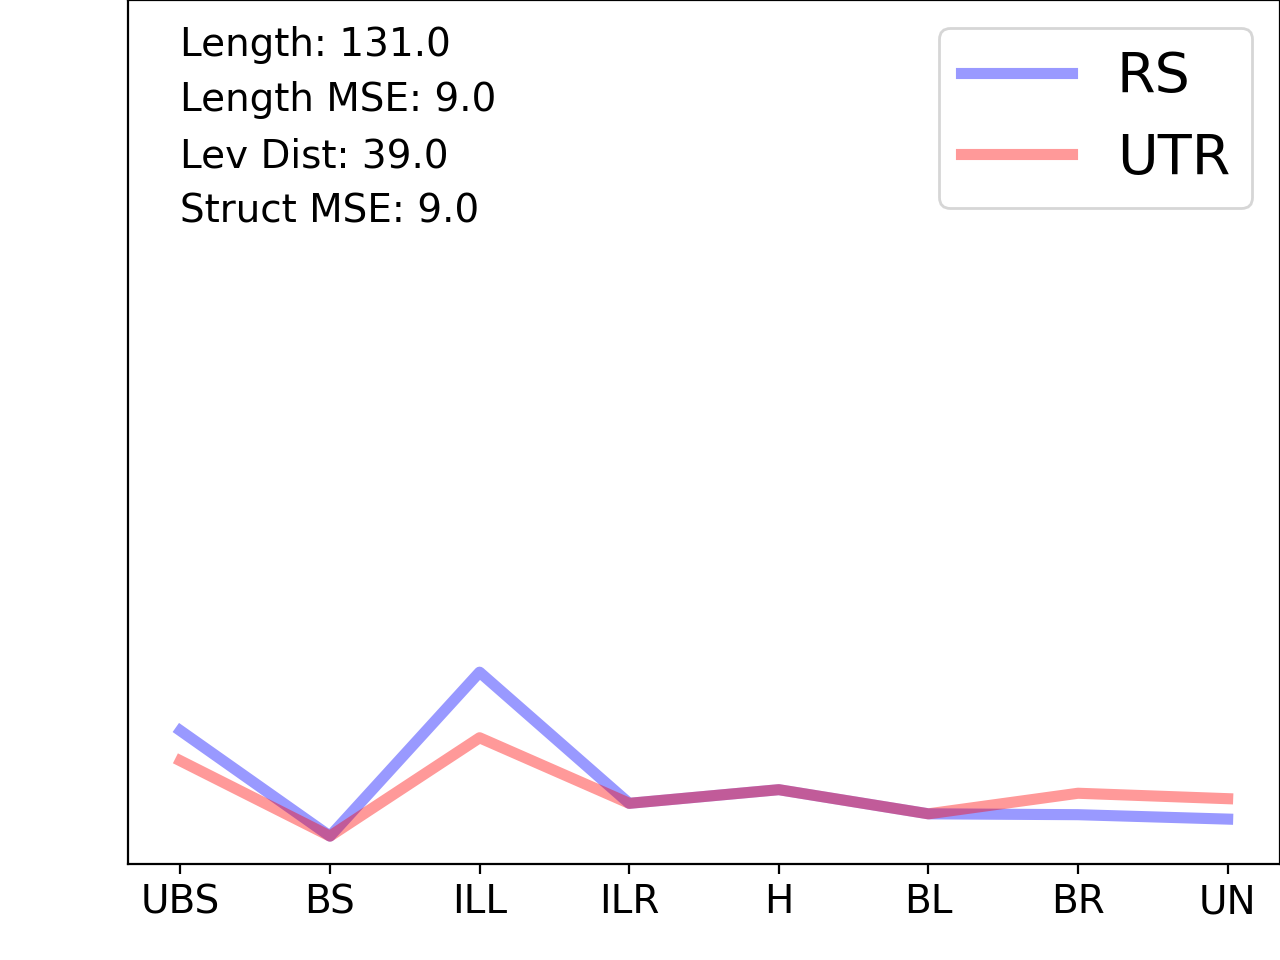 Length: 131.0
Length MSE: 9.0
Lev Dist: 39.0
Struct MSE: 9.0
RS
UTR
UBS BS ILL ILR H BL BR UN